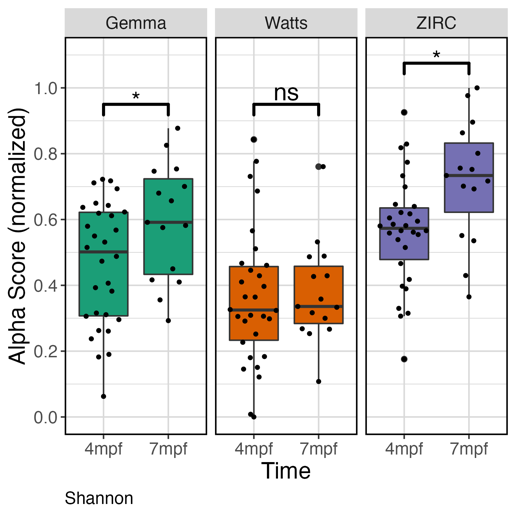 Gemma Watts ZIRC
* ns *
Alpha Score (normalized)
1.0
0.8
0.6
0.4
0.2
0.0
4mpf 7mpf 4mpf 7mpf 4mpf 7mpf
Time
Shannon